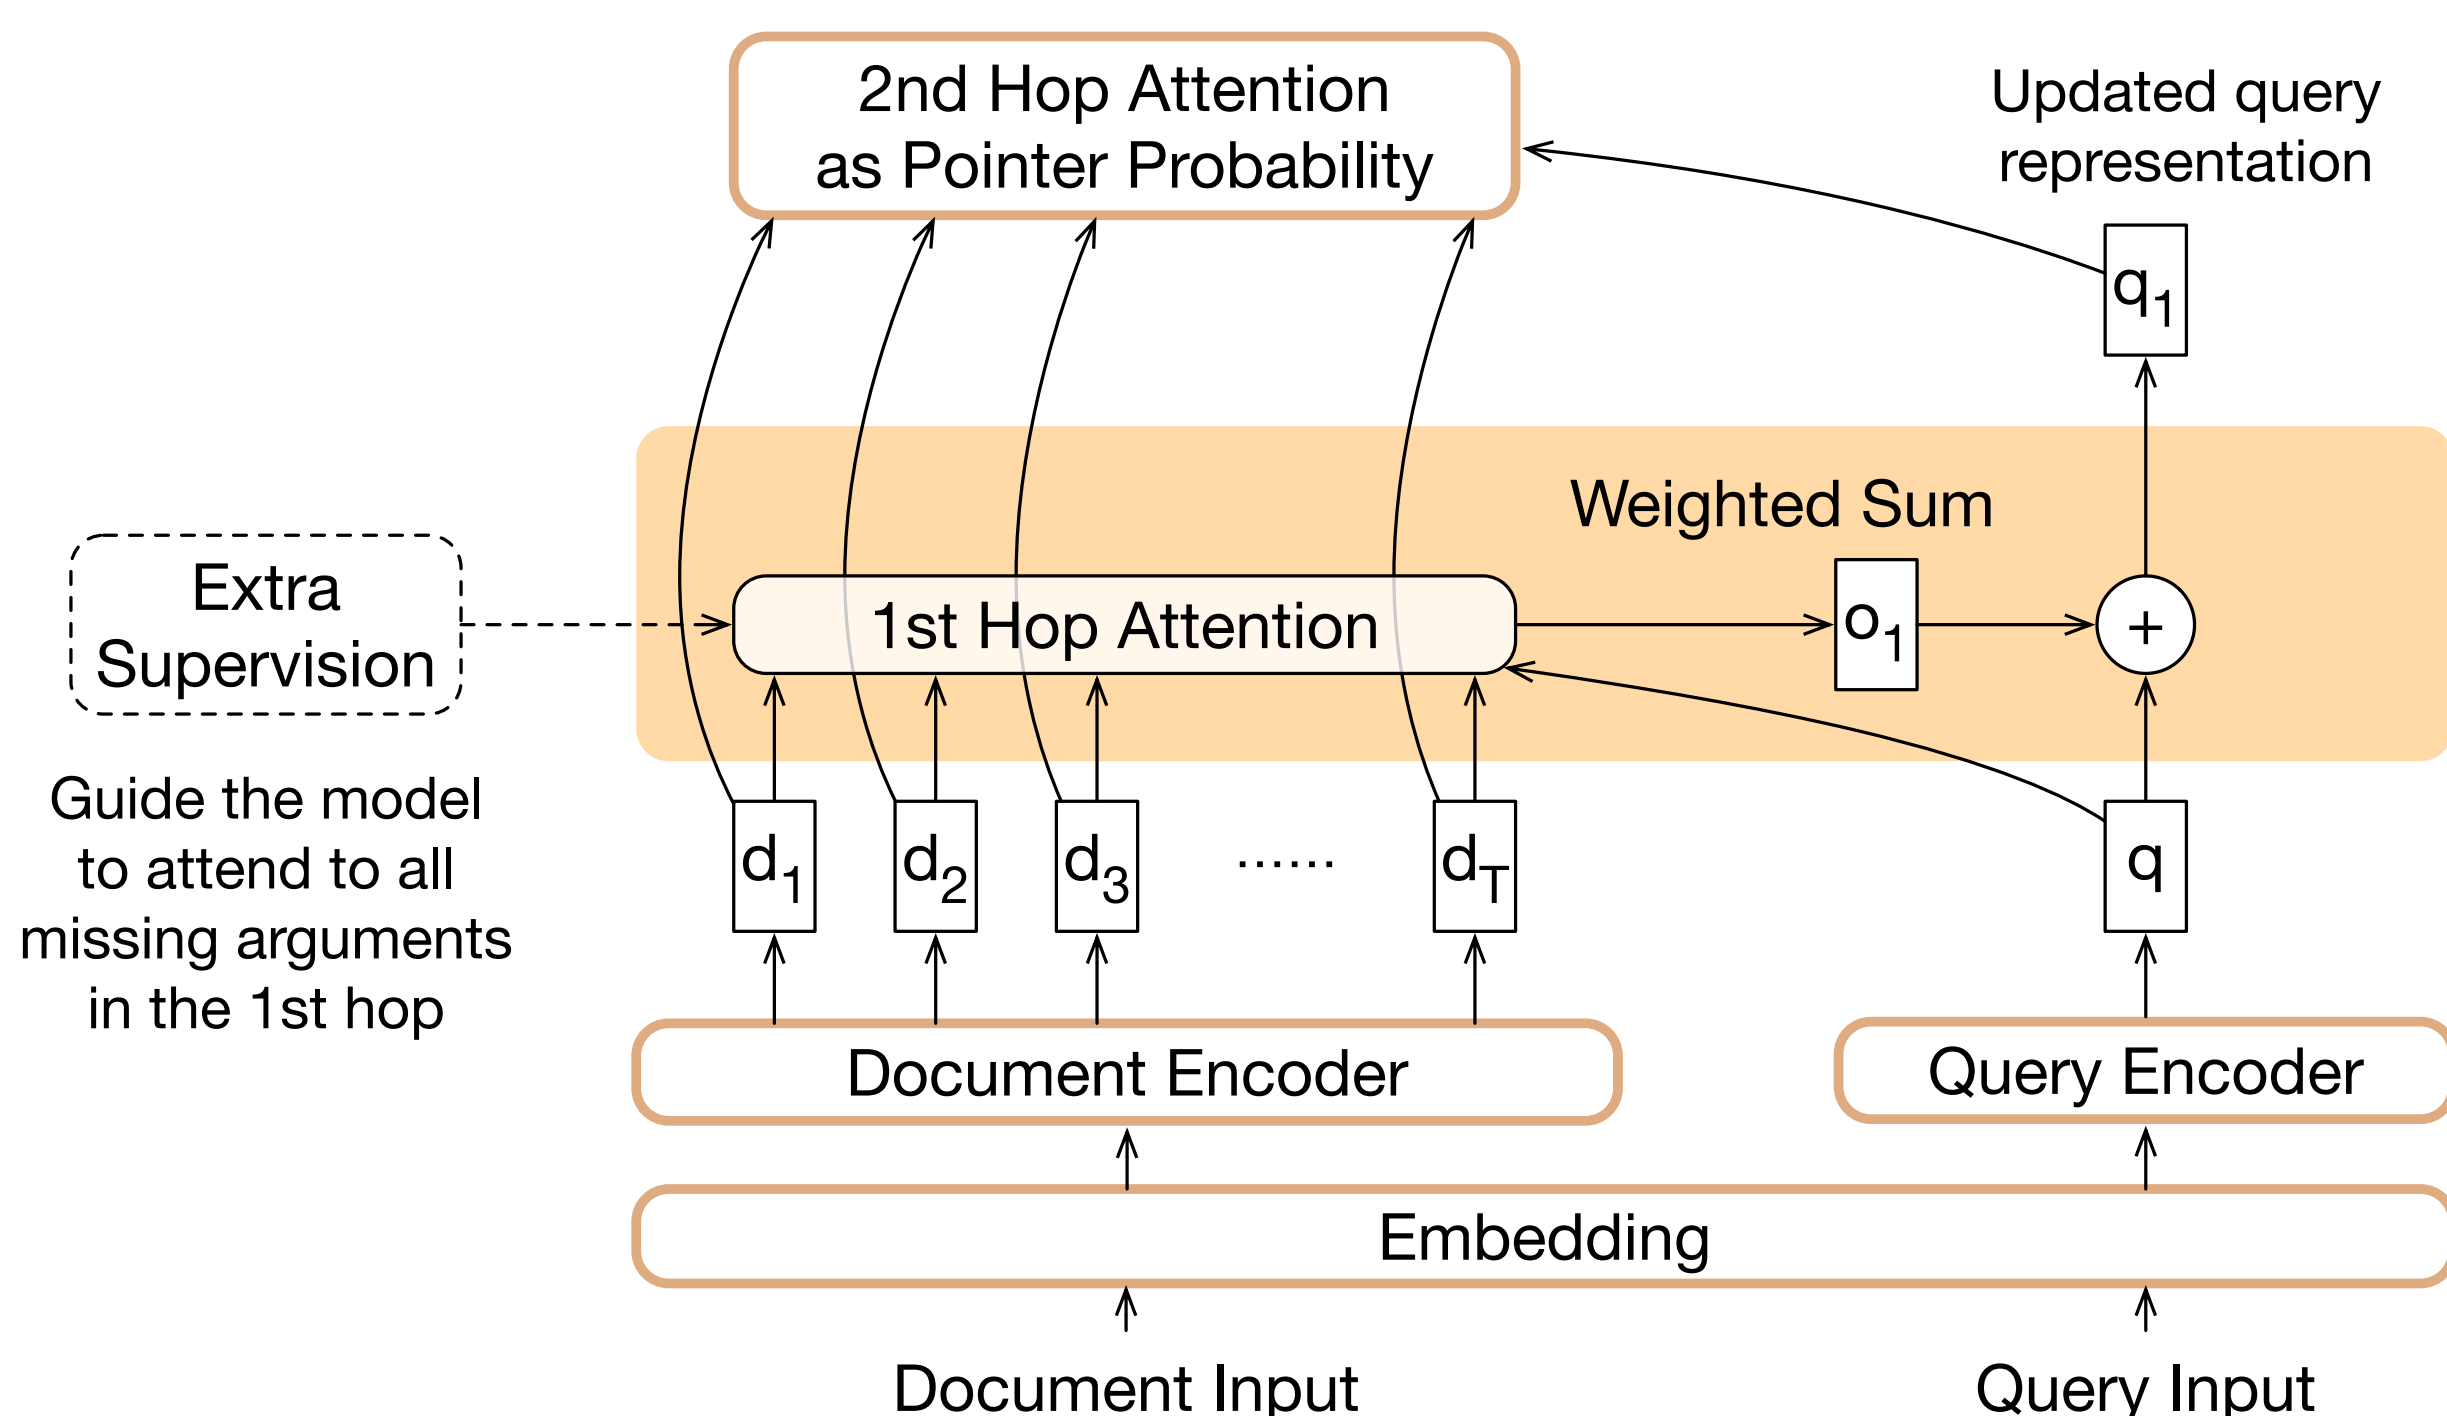 2nd Hop Attention
as Pointer Probability
Updated query
representation
q1
Weighted Sum
Extra
Supervision
1st Hop Attention
o1
+
Guide the model
to attend to all
missing arguments
in the 1st hop
d1 d2 d3 ...... dT
q
Document Encoder
Query Encoder
Embedding
Document Input
Query Input